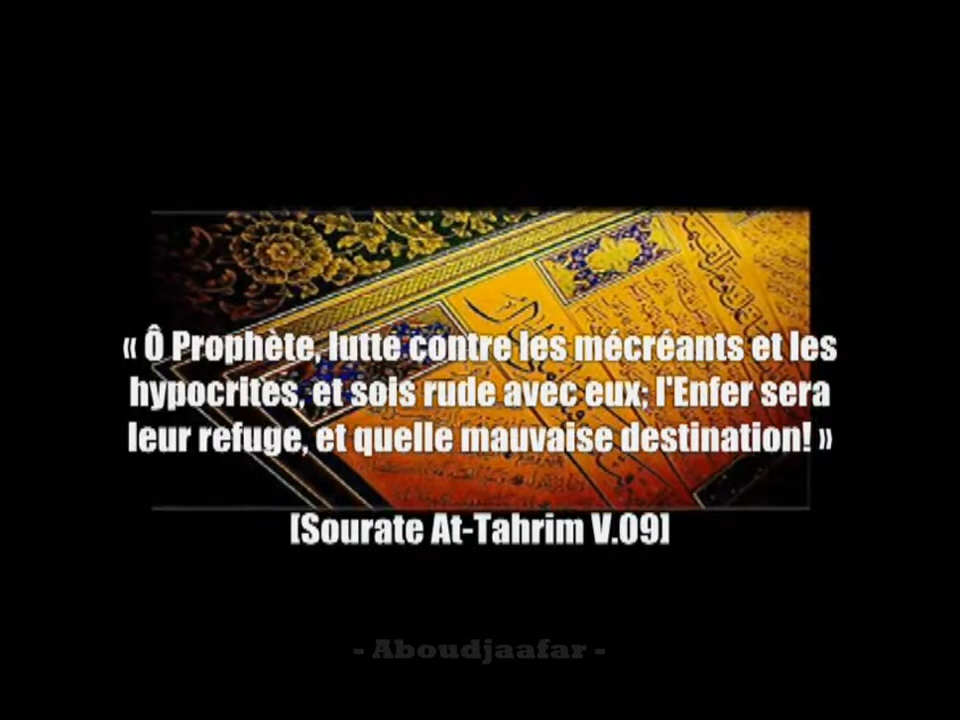 « Ô Prophète, lutte contre les mécréants et les
hypocrites, et sois rude avec eux; l'Enfer sera
leur refuge, et quelle mauvaise destination! »
[Sourate At-Tahrim V.09]
- Aboudjaafar -